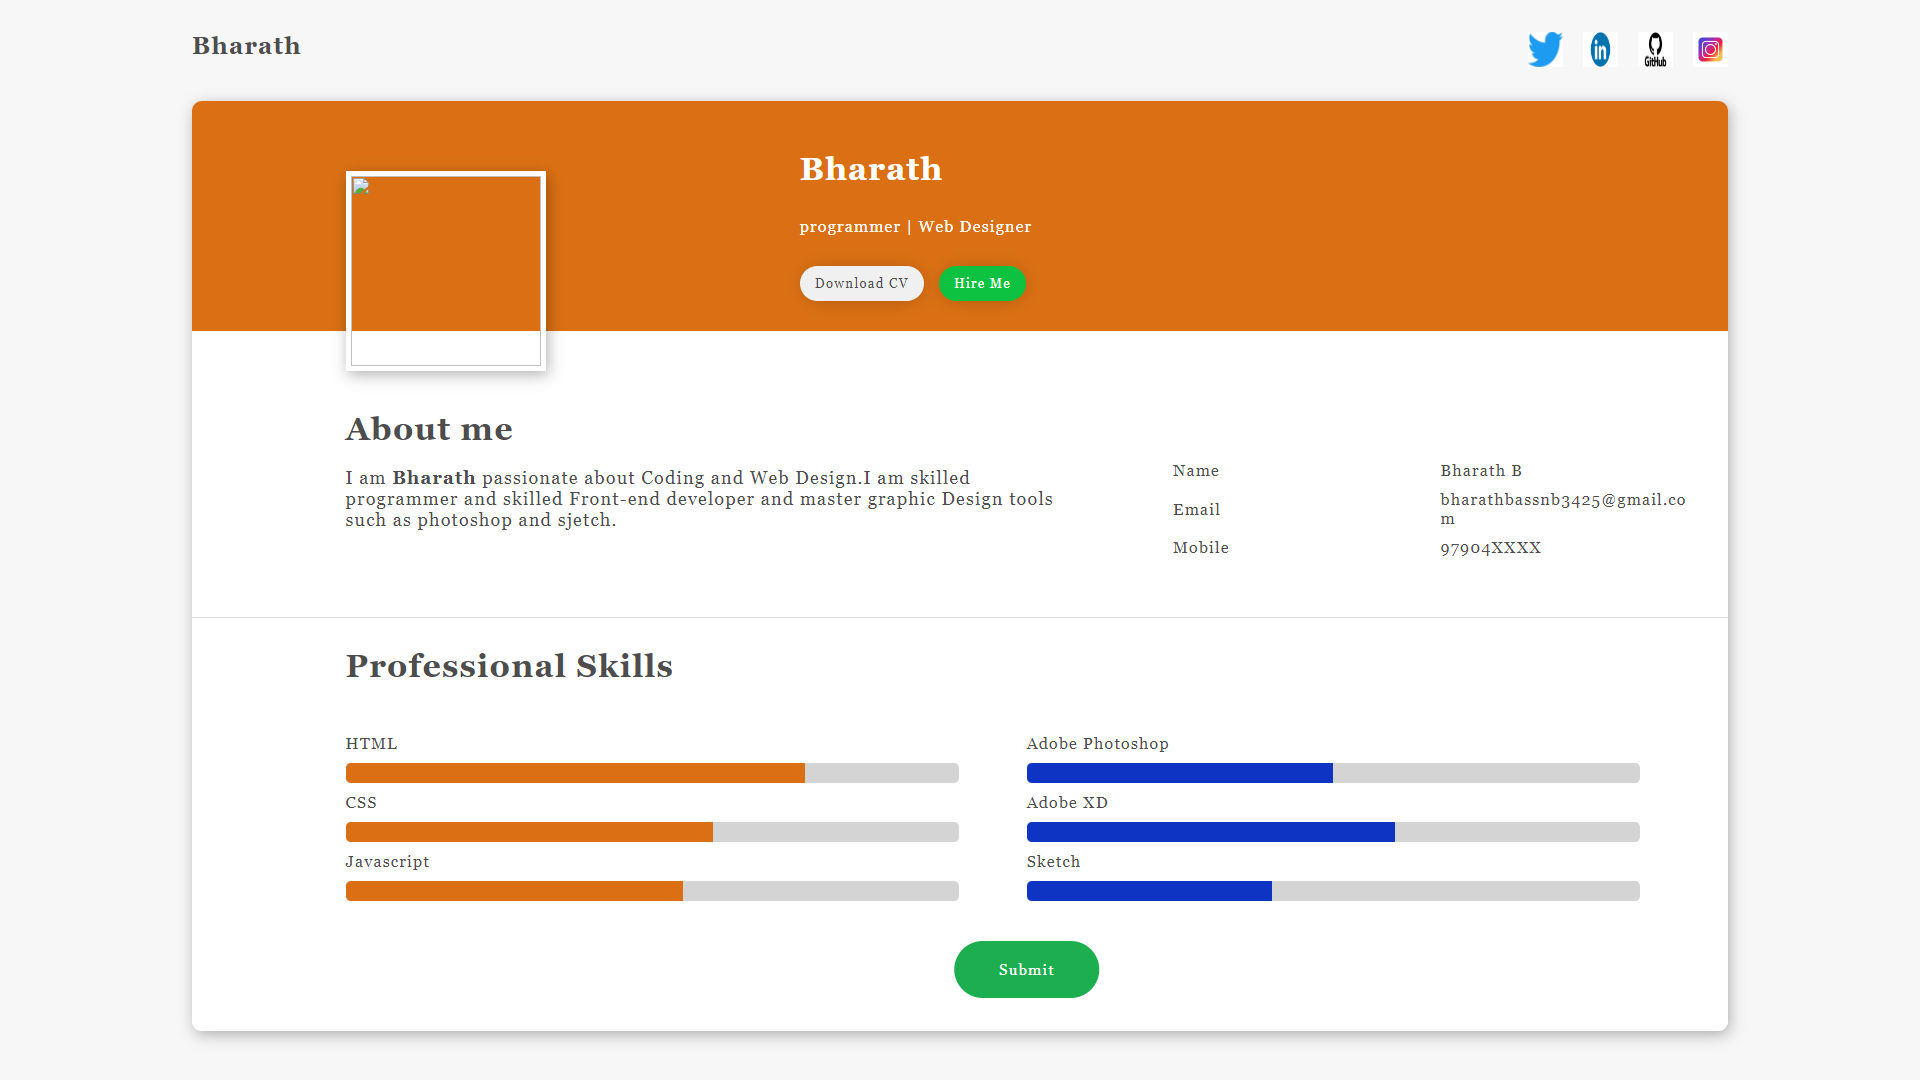 Bharath
in
GitHub
Bharath
programmer | Web Designer
Download CV
Hire Me
About me
I am Bharath passionate about Coding and Web Design.I am skilled
programmer and skilled Front-end developer and master graphic Design tools
such as photoshop and sjetch.
Name
Bharath B
Email
bharathbassnb3425@gmail.co
m
Mobile
97904XXXX
Professional Skills
HTML
Adobe Photoshop
CSS
Adobe XD
Javascript
Sketch
Submit